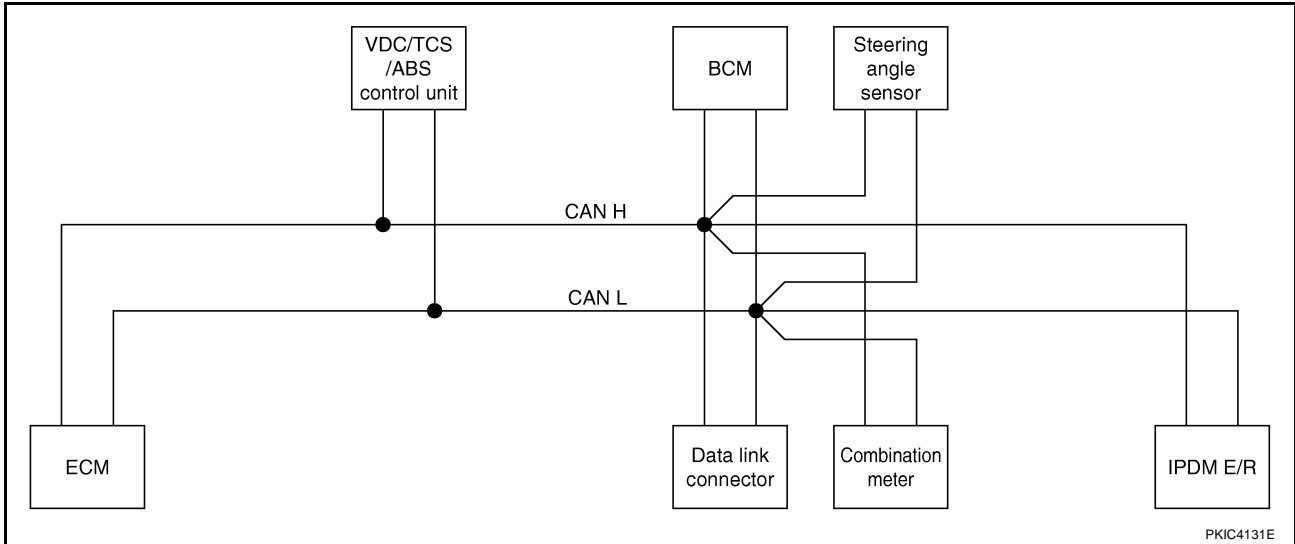 VDC/TCS
/ABS
control unit
BCM
Steering
angle
sensor
CAN H
CAN L
ECM
Data link
connector
Combination
meter
IPDM E/R
PKIC4131E